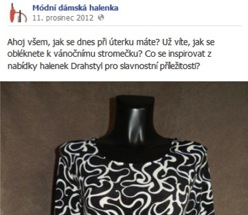 Módní dámská halenka
11. prosinec 2012
Ahoj všem, jak se dnes při úterku máte? Už víte, jak se
obléknete k vánočnímu stromečku? Co se inspirovat z
nabídky halenek Drahstyl pro slavnostní příležitosti?